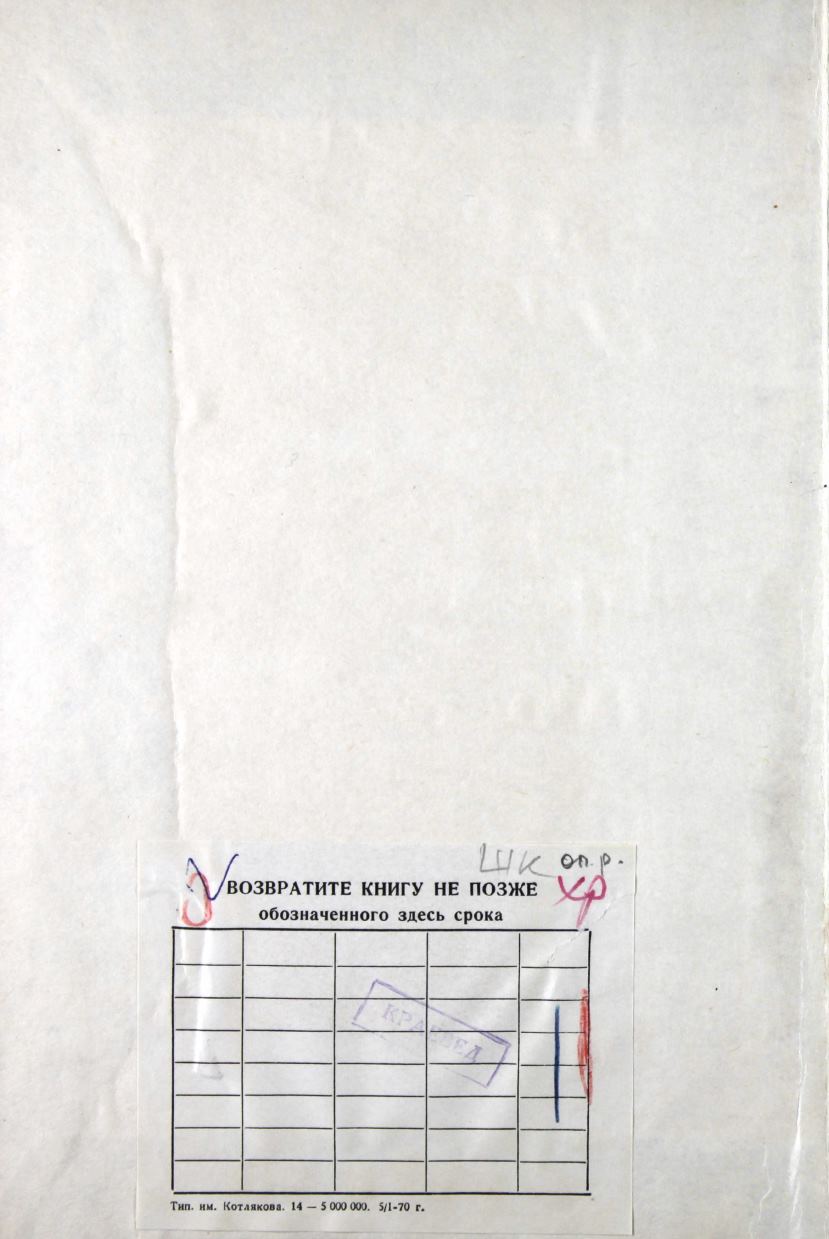 ШК оп.р.
ВОЗВРАТИТЕ КНИГУ НЕ ПОЗЖЕ
хр
обозначенного здесь срока
КРАЕВЕД
Тип. им. Котлякова. 14 — 5 000 000. 5/1-70 г.